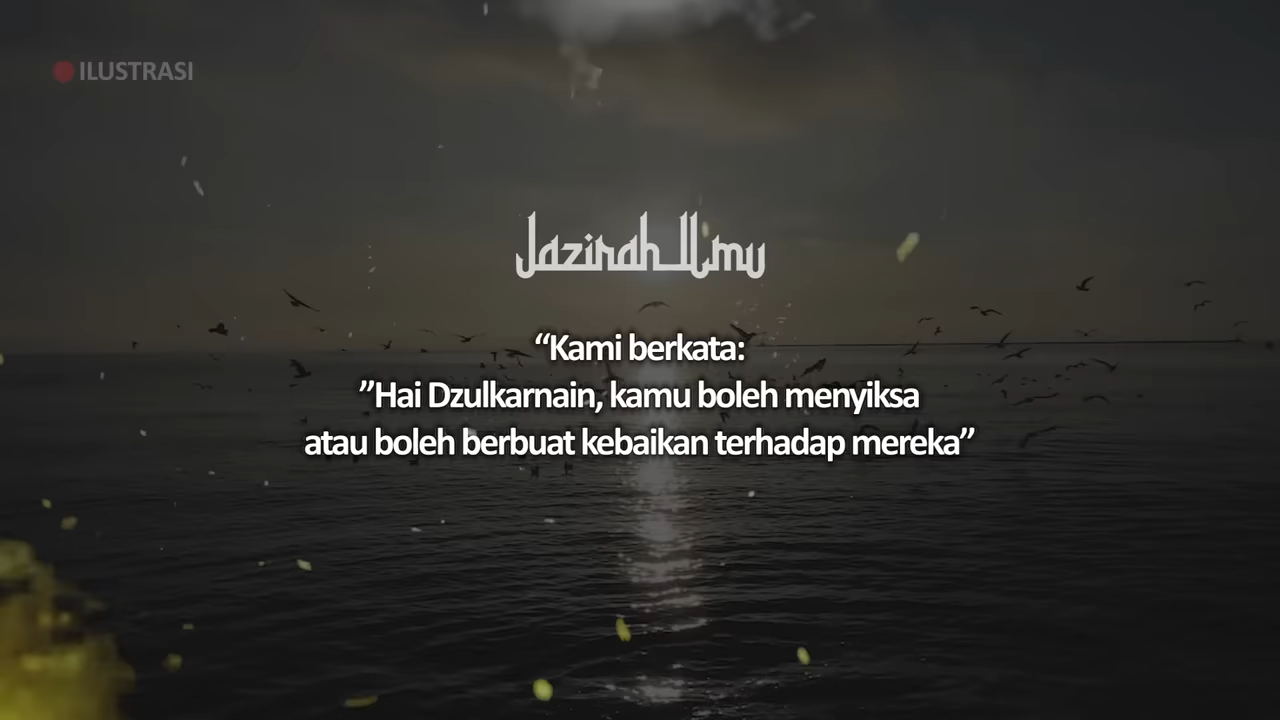 ILUSTRASI
Jazirah Ilmu
“Kami berkata:
”Hai Dzulkarnain, kamu boleh menyiksa
atau boleh berbuat kebaikan terhadap mereka”